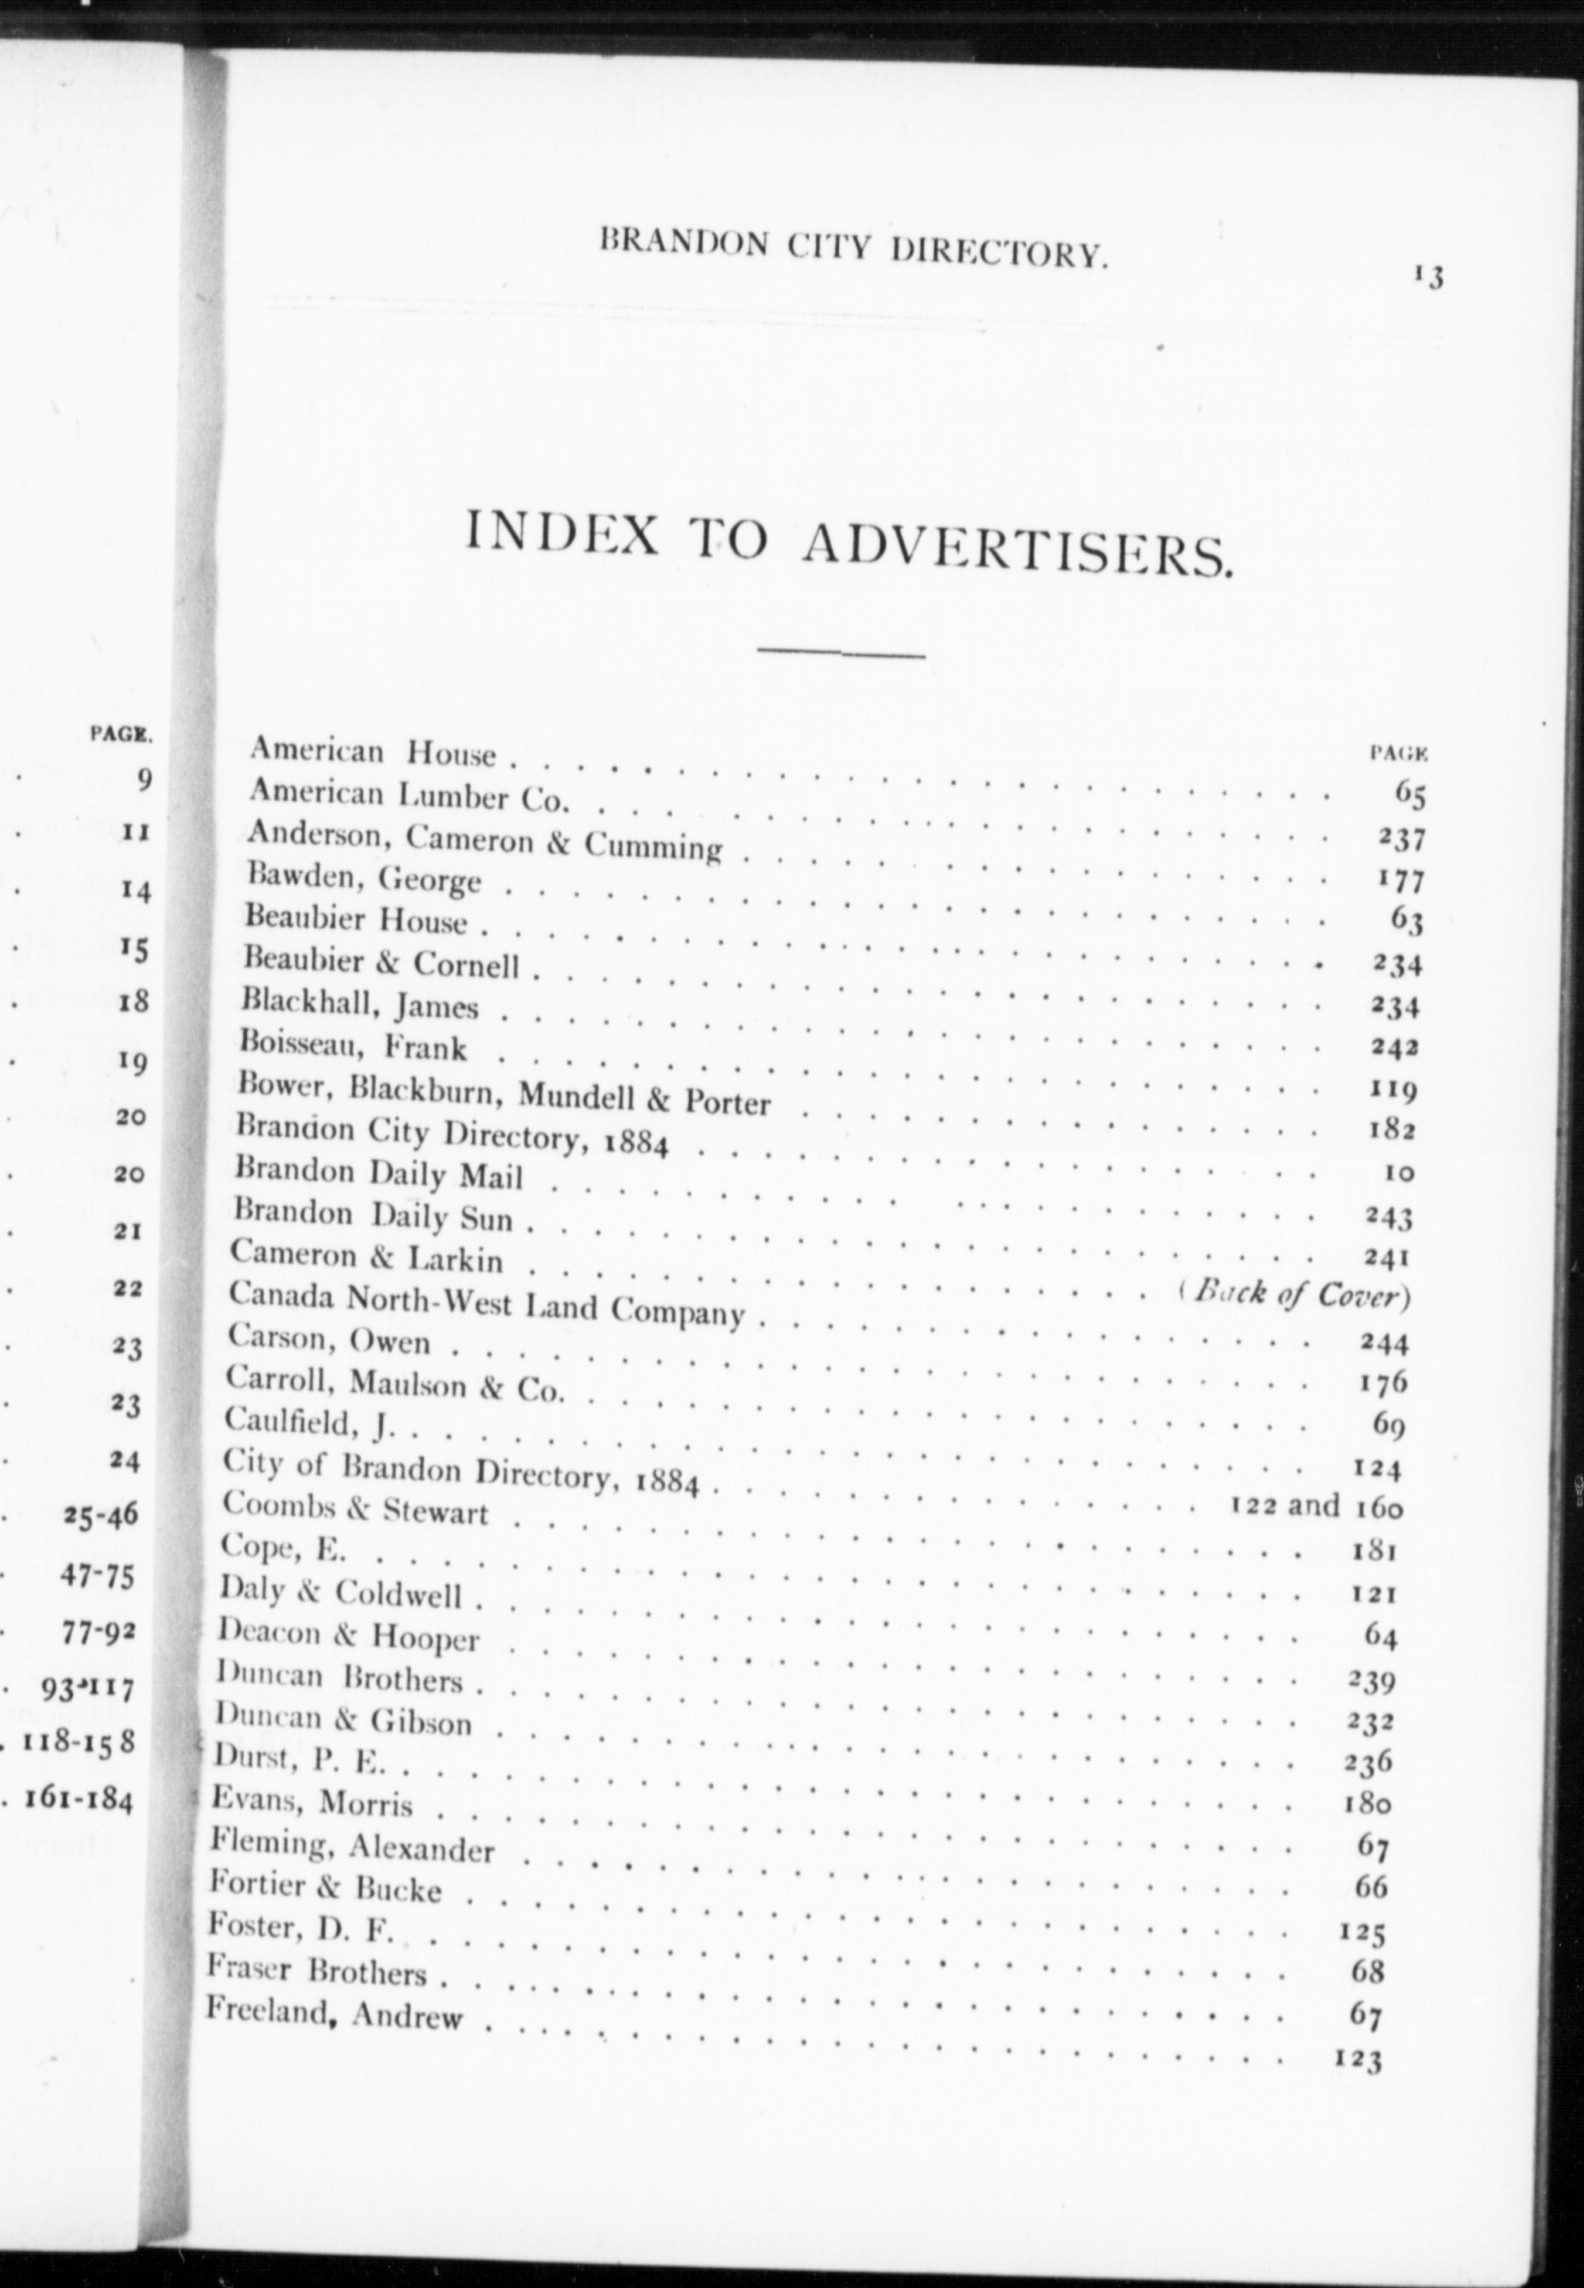 PAGE.
. 9
. 11
. 14
. 15
. 18
. 19
. 20
. 20
. 21
. 22
. 23
. 23
. 24
. 25-46
. 47-75
. 77-92
. 93-117
. 118-158
. 161-184
BRANDON CITY DIRECTORY. 13
INDEX TO ADVERTISERS.
PAGE
American House . . . . . . . . . . 65
American Lumber Co. . . . . . . . . . . 237
Anderson, Cameron & Cumming . . . . . . . . . . 177
Bawden, George . . . . . . . . . . 63
Beaubier House . . . . . . . . . . 234
Beaubier & Cornell . . . . . . . . . . 234
Blackhall, James . . . . . . . . . . 242
Boisseau, Frank . . . . . . . . . . 119
Bower, Blackburn, Mundell & Porter . . . . . . . . . . 182
Brandon City Directory, 1884 . . . . . . . . . . 10
Brandon Daily Mail . . . . . . . . . . 243
Brandon Daily Sun . . . . . . . . . . 241
Cameron & Larkin . . . . . . . . . . (Back of Cover)
Canada North-West Land Company . . . . . . . . . . 244
Carson, Owen . . . . . . . . . . 176
Carroll, Maulson & Co. . . . . . . . . . . 69
Caulfield, J. . . . . . . . . . . 124
City of Brandon Directory, 1884 . . . . . . . . . . 122 and 160
Coombs & Stewart . . . . . . . . . . 181
Cope, E. . . . . . . . . . . 121
Daly & Coldwell . . . . . . . . . . 64
Deacon & Hooper . . . . . . . . . . 239
Duncan Brothers . . . . . . . . . . 232
Duncan & Gibson . . . . . . . . . . 236
Durst, P. E. . . . . . . . . . . 180
Evans, Morris . . . . . . . . . . 67
Fleming, Alexander . . . . . . . . . . 66
Fortier & Bucke . . . . . . . . . . 125
Foster, D. F. . . . . . . . . . . 68
Fraser Brothers . . . . . . . . . . 67
Freeland, Andrew . . . . . . . . . . 123